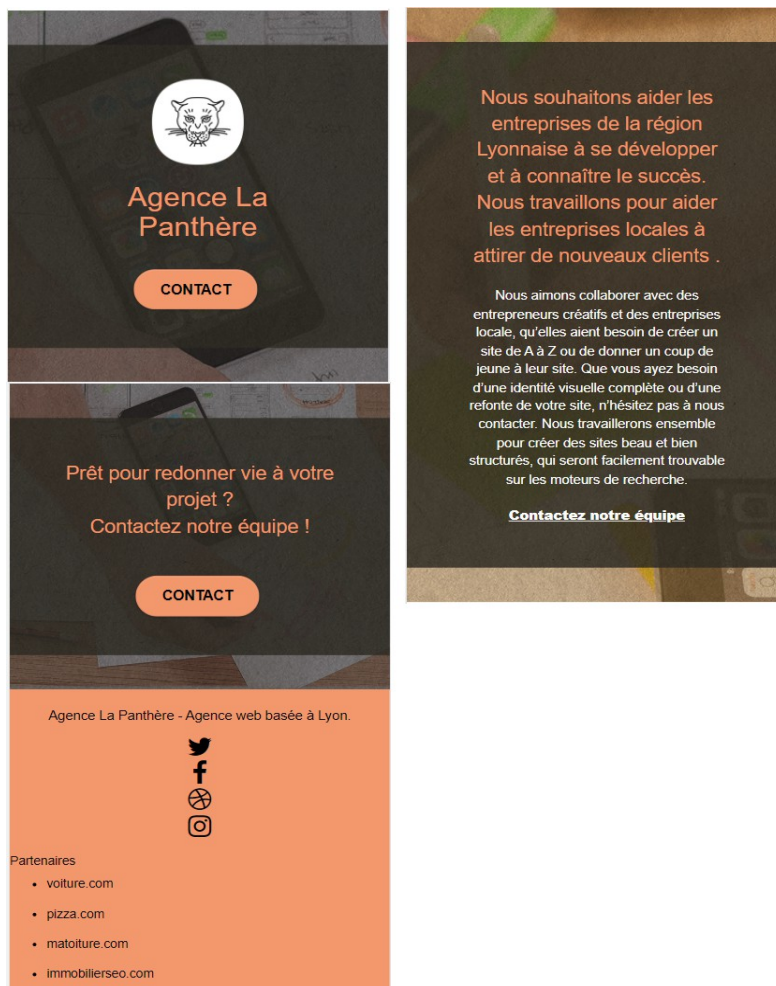 Agence La
Panthère
CONTACT
Prêt pour redonner vie à votre
projet ?
Contactez notre équipe !
CONTACT
Agence La Panthère - Agence web basée à Lyon.
Partenaires
voiture.com
pizza.com
matoiture.com
immobilierseo.com
Nous souhaitons aider les
entreprises de la région
Lyonnaise à se développer
et à connaître le succès.
Nous travaillons pour aider
les entreprises locales à
attirer de nouveaux clients .
Nous aimons collaborer avec des
entrepreneurs créatifs et des entreprises
locale, qu’elles aient besoin de créer un
site de A à Z ou de donner un coup de
jeune à leur site. Que vous ayez besoin
d’une identité visuelle complète ou d’une
refonte de votre site, n’hésitez pas à nous
contacter. Nous travaillerons ensemble
pour créer des sites beau et bien
structurés, qui seront facilement trouvable
sur les moteurs de recherche.
Contactez notre équipe